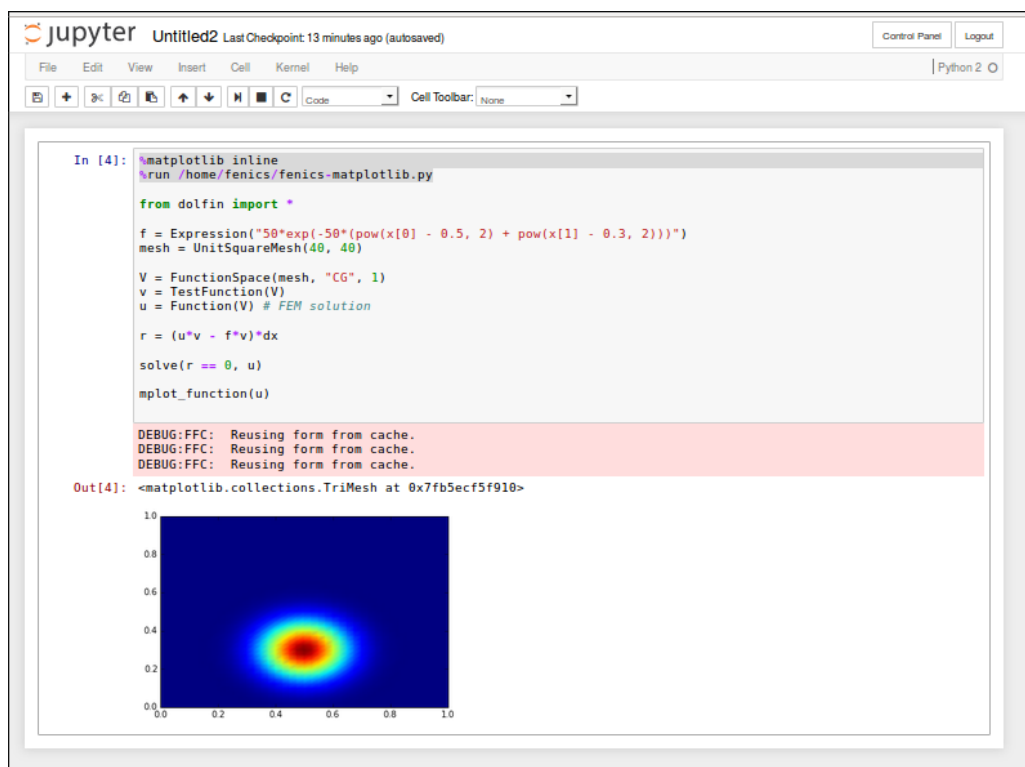 jupyter Untitled2 Last Checkpoint: 13 minutes ago (autosaved) Control Panel Logout
File Edit View Insert Cell Kernel Help Python 2
Code Cell Toolbar: None
In [4]: %matplotlib inline
%run /home/fenics/fenics-matplotlib.py
from dolfin import *
f = Expression("50*exp(-50*(pow(x[0] - 0.5, 2) + pow(x[1] - 0.3, 2)))")
mesh = UnitSquareMesh(40, 40)
V = FunctionSpace(mesh, "CG", 1)
v = TestFunction(V)
u = Function(V) # FEM solution
r = (u*v - f*v)*dx
solve(r == 0, u)
mplot_function(u)
DEBUG:FFC: Reusing form from cache.
DEBUG:FFC: Reusing form from cache.
DEBUG:FFC: Reusing form from cache.
Out[4]: <matplotlib.collections.TriMesh at 0x7fb5ecf5f910>
1.0
0.8
0.6
0.4
0.2
0.0
0.0 0.2 0.4 0.6 0.8 1.0